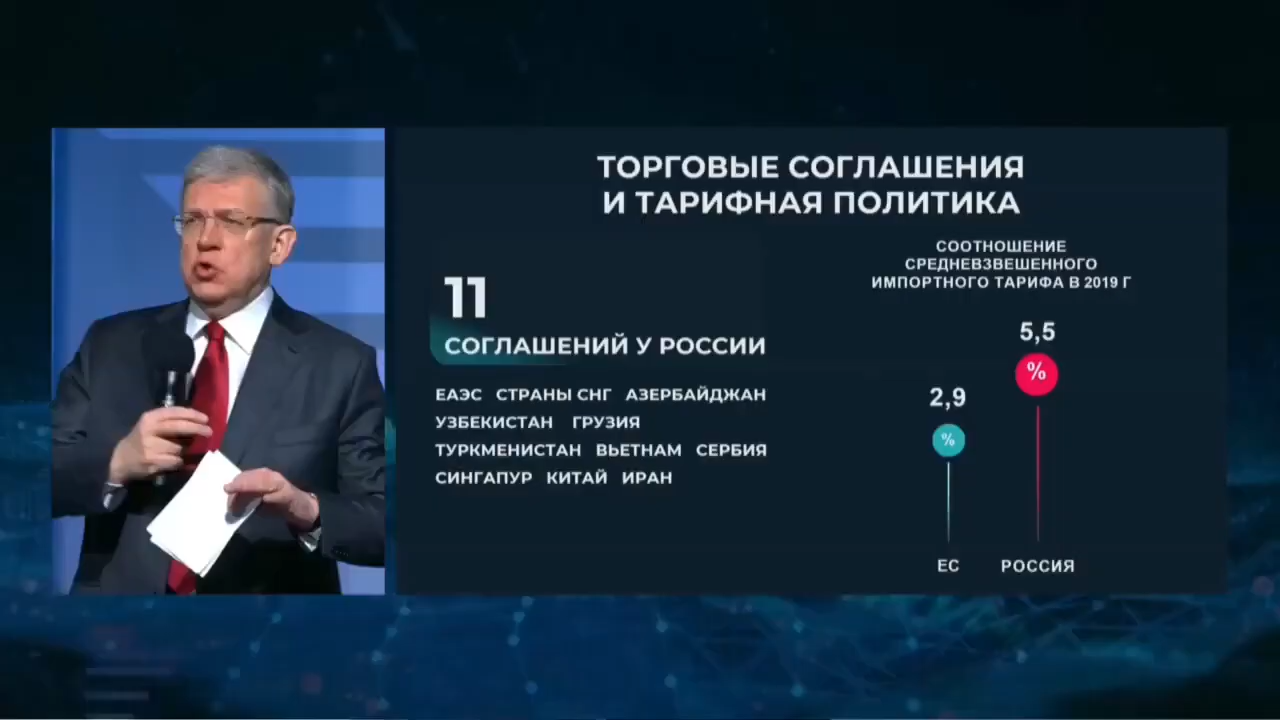 ТОРГОВЫЕ СОГЛАШЕНИЯ
И ТАРИФНАЯ ПОЛИТИКА
11
СОГЛАШЕНИЙ У РОССИИ
ЕАЭС СТРАНЫ СНГ АЗЕРБАЙДЖАН
УЗБЕКИСТАН ГРУЗИЯ
ТУРКМЕНИСТАН ВЬЕТНАМ СЕРБИЯ
СИНГАПУР КИТАЙ ИРАН
СООТНОШЕНИЕ
СРЕДНЕВЗВЕШЕННОГО
ИМПОРТНОГО ТАРИФА В 2019 Г
5,5
%
2,9
%
ЕС РОССИЯ